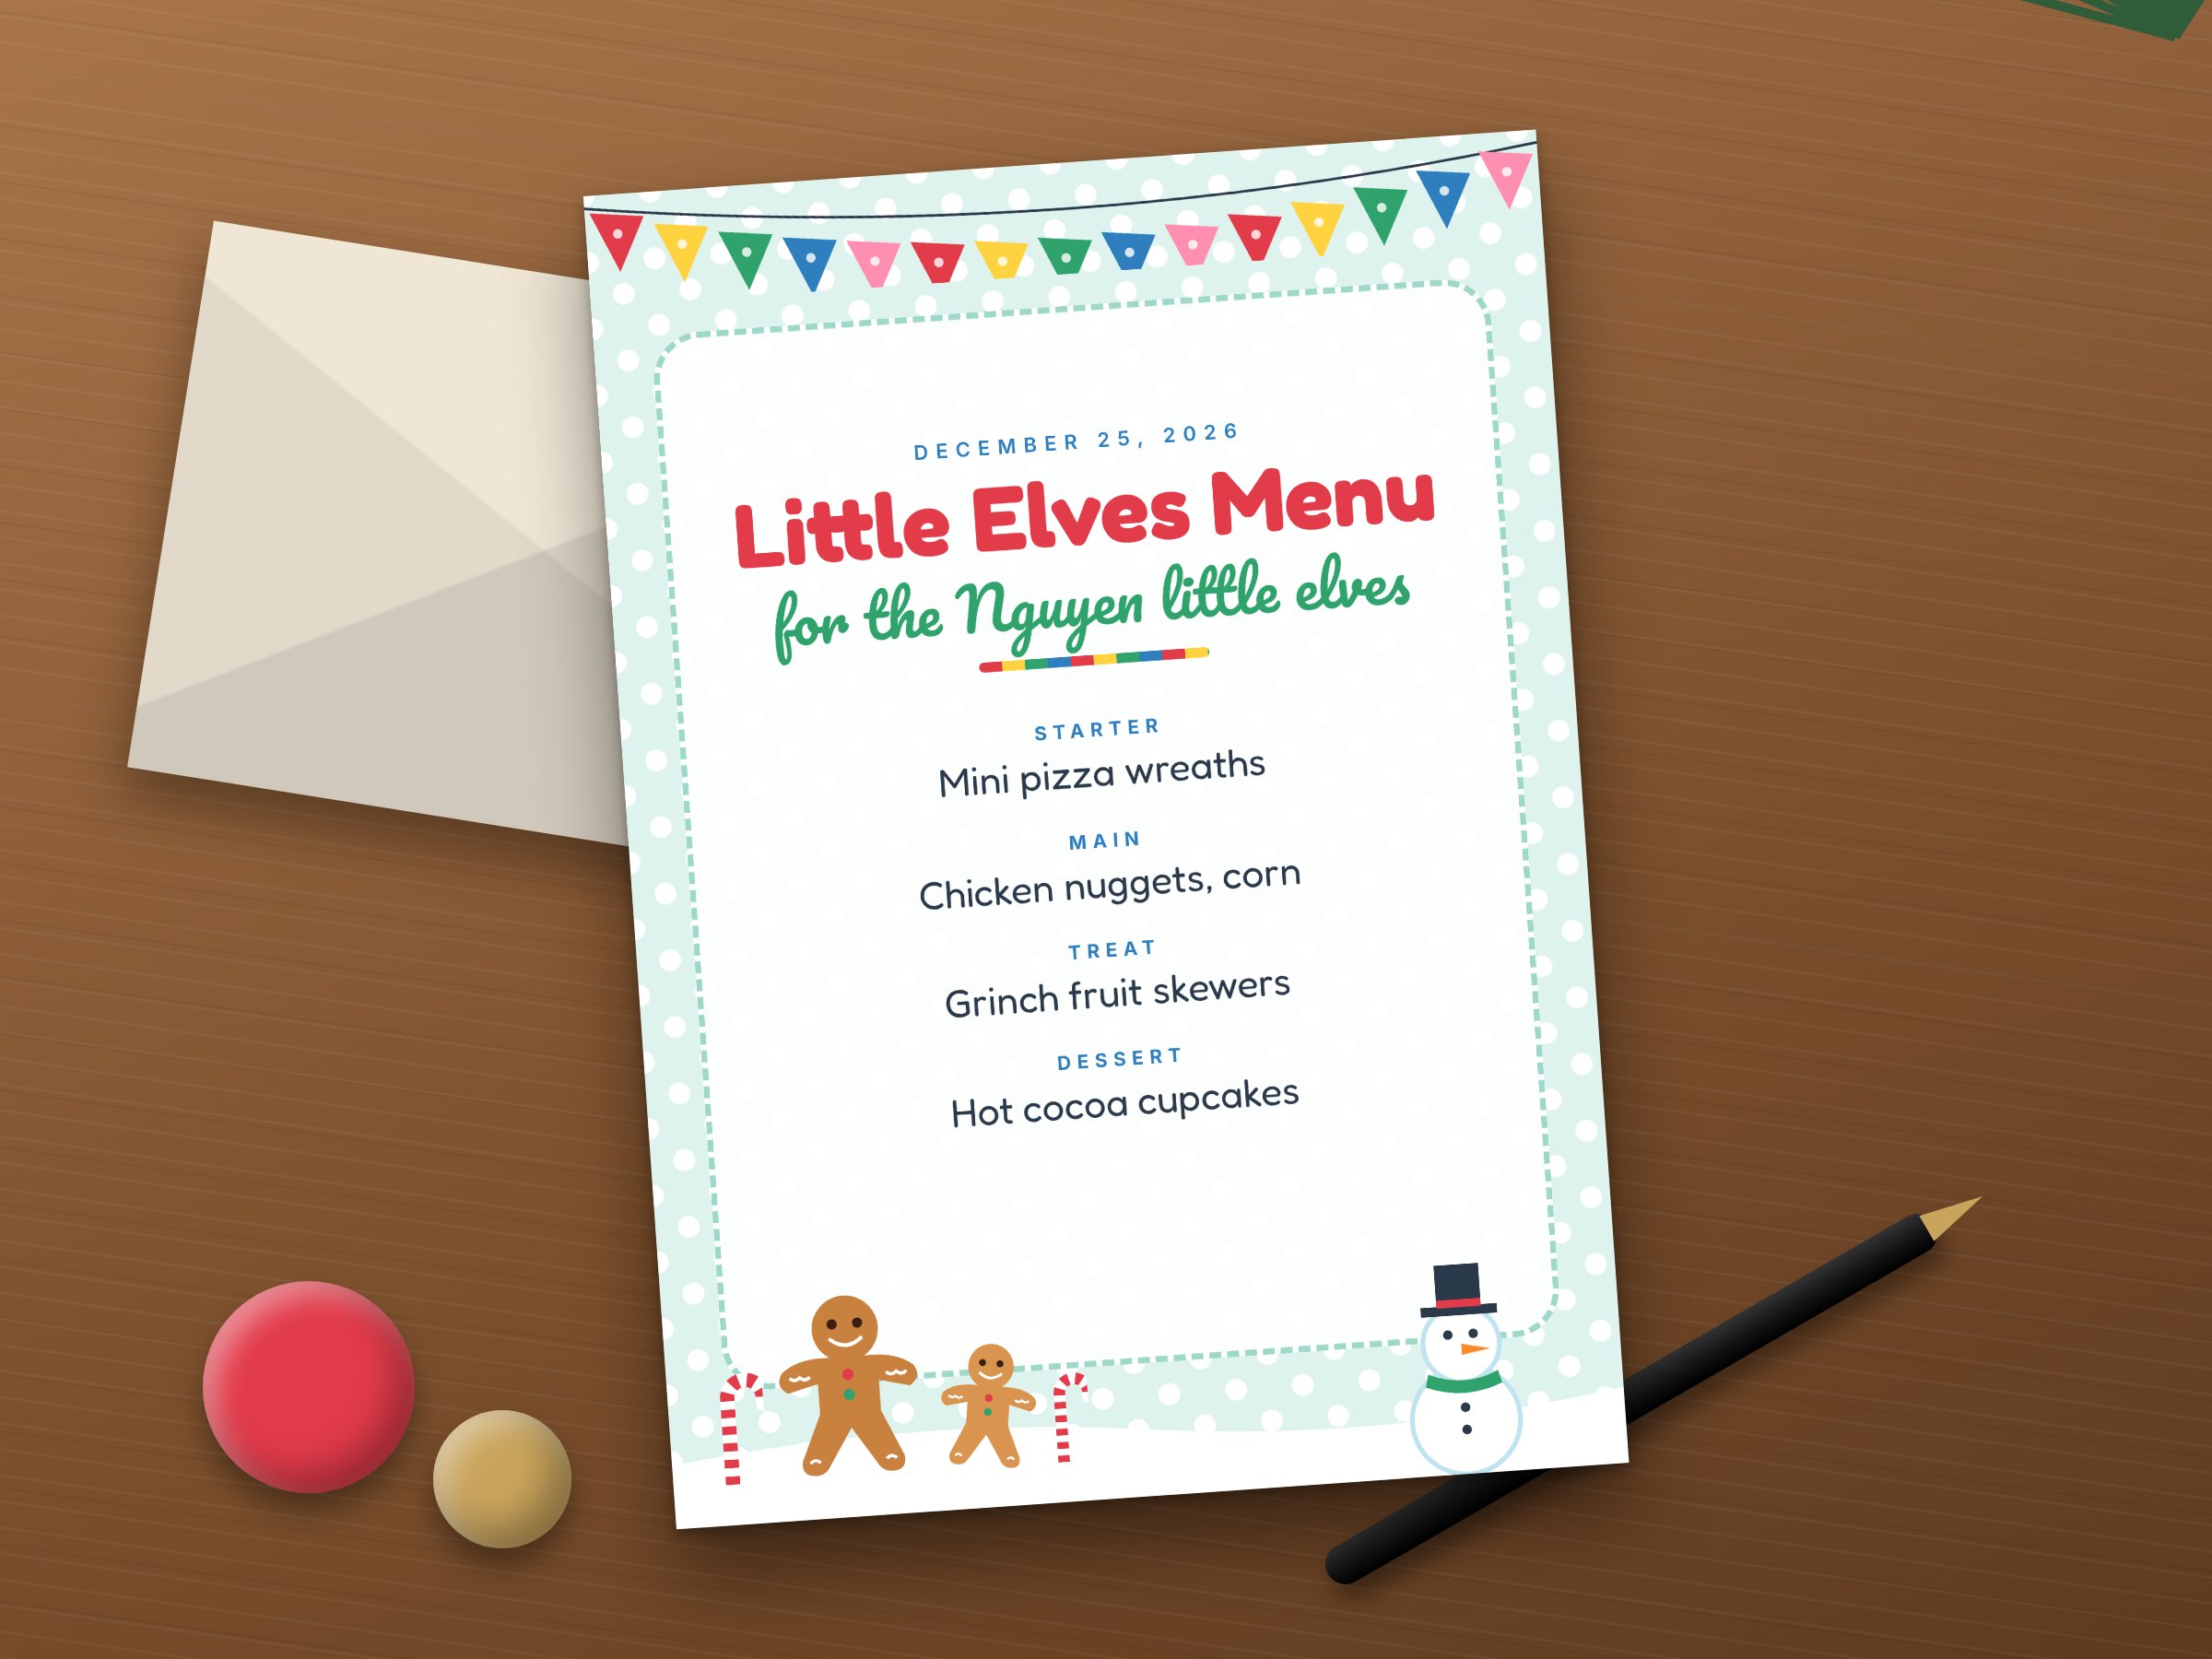 DECEMBER 25, 2026
Little Elves Menu
for the Nguyen little elves
STARTER
Mini pizza wreaths
MAIN
Chicken nuggets, corn
TREAT
Grinch fruit skewers
DESSERT
Hot cocoa cupcakes